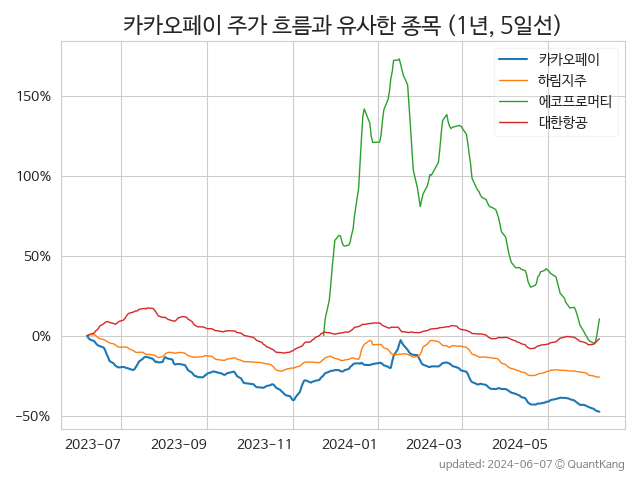 카카오페이 주가 흐름과 유사한 종목 (1년, 5일선)
카카오페이
하림지주
에코프로머티
대한항공
150%
100%
50%
0%
−50%
2023-07
2023-09
2023-11
2024-01
2024-03
2024-05
updated: 2024-06-07 © QuantKang